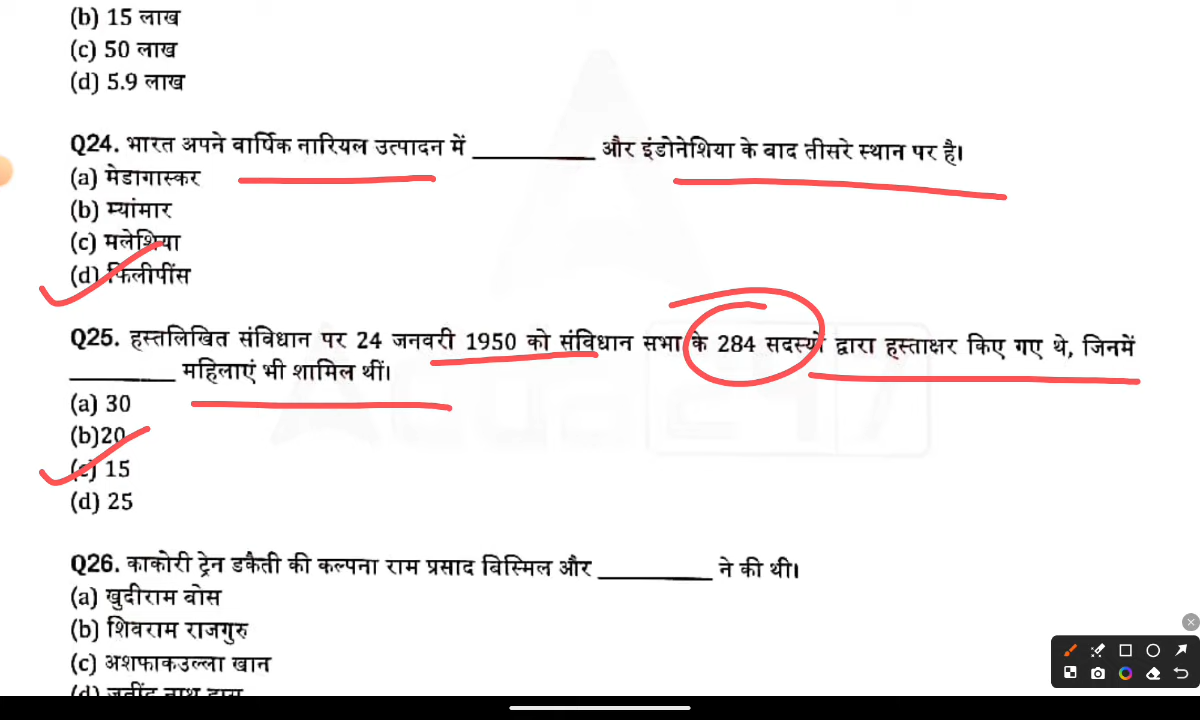 (b) 15 लाख
(c) 50 लाख
(d) 5.9 लाख
Q24. भारत अपने वार्षिक नारियल उत्पादन में __________ और इंडोनेशिया के बाद तीसरे स्थान पर है।
(a) मेडागास्कर
(b) म्यांमार
(c) मलेशिया
(d) फिलीपींस
Q25. हस्तलिखित संविधान पर 24 जनवरी 1950 को संविधान सभा के 284 सदस्यों द्वारा हस्ताक्षर किए गए थे, जिनमें
_________ महिलाएं भी शामिल थीं।
(a) 30
(b)20
(c) 15
(d) 25
Q26. काकोरी ट्रेन डकैती की कल्पना राम प्रसाद बिस्मिल और __________ ने की थी।
(a) खुदीराम बोस
(b) शिवराम राजगुरु
(c) अशफाकउल्ला खान